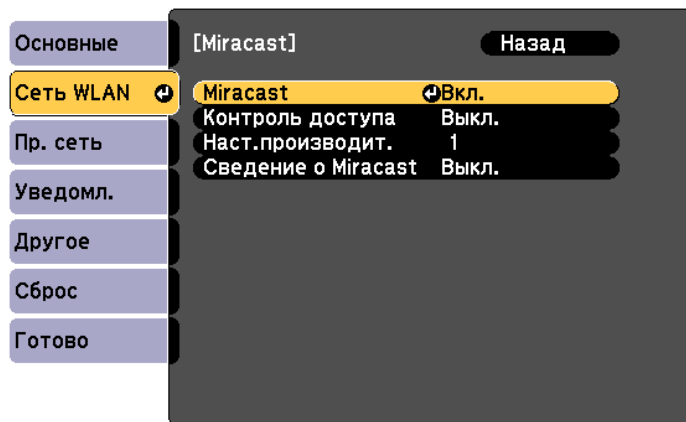 Основные
Сеть WLAN
Пр. сеть
Уведомл.
Другое
Сброс
Готово
[Miracast] Назад
Miracast Вкл.
Контроль доступа Выкл.
Наст.производит. 1
Сведение о Miracast Выкл.